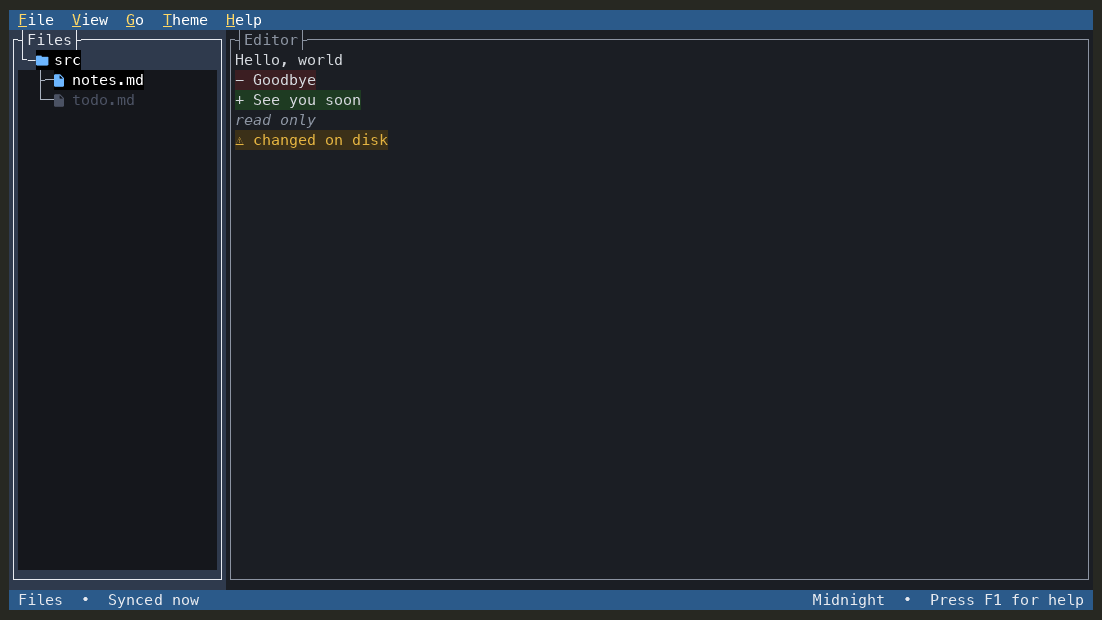 File View Go Theme Help
Files
src
notes.md
todo.md
Editor
Hello, world
- Goodbye
+ See you soon
read only
⚠ changed on disk
Files • Synced now
Midnight • Press F1 for help